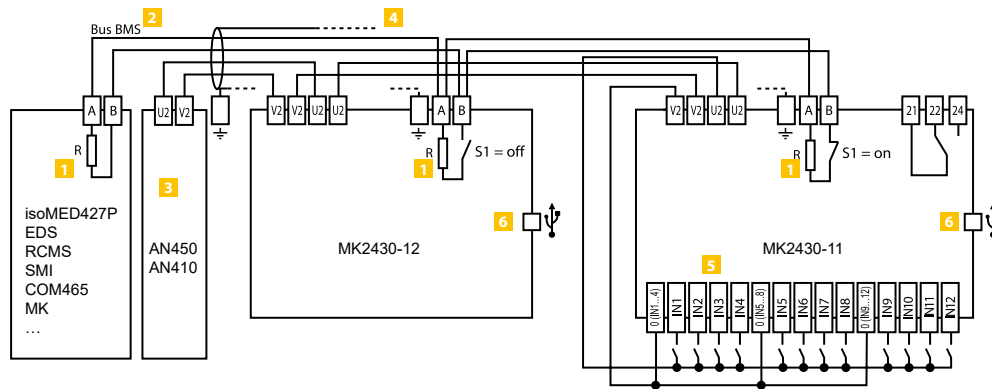 Bus BMS
2
4
A
B
U2
V2
V2
V2
U2
U2
A
B
V2
V2
U2
U2
A
B
21
22
24
R
1
R
1
S1 = off
R
1
S1 = on
3
isoMED427P
EDS
RCMS
SMI
COM465
MK
...
AN450
AN410
MK2430-12
6
MK2430-11
6
5
0 (IN1...4)
IN1
IN2
IN3
IN4
0 (IN5...8)
IN5
IN6
IN7
IN8
0 (IN9...12)
IN9
IN10
IN11
IN12